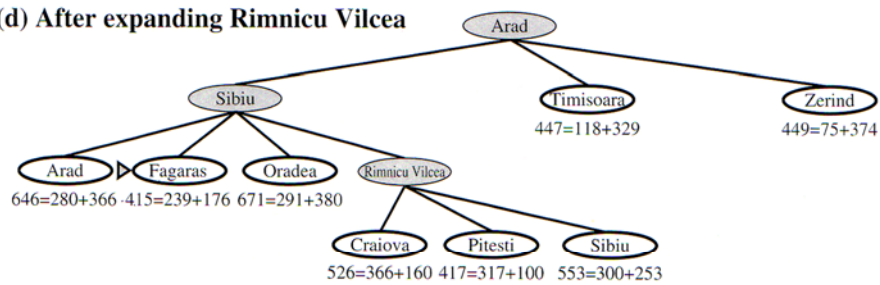 (d) After expanding Rimnicu Vilcea
Arad
Sibiu
Timisoara
Zerind
447=118+329
449=75+374
Arad
Fagaras
Oradea
Rimnicu Vilcea
646=280+366
415=239+176
671=291+380
Craiova
Pitesti
Sibiu
526=366+160
417=317+100
553=300+253